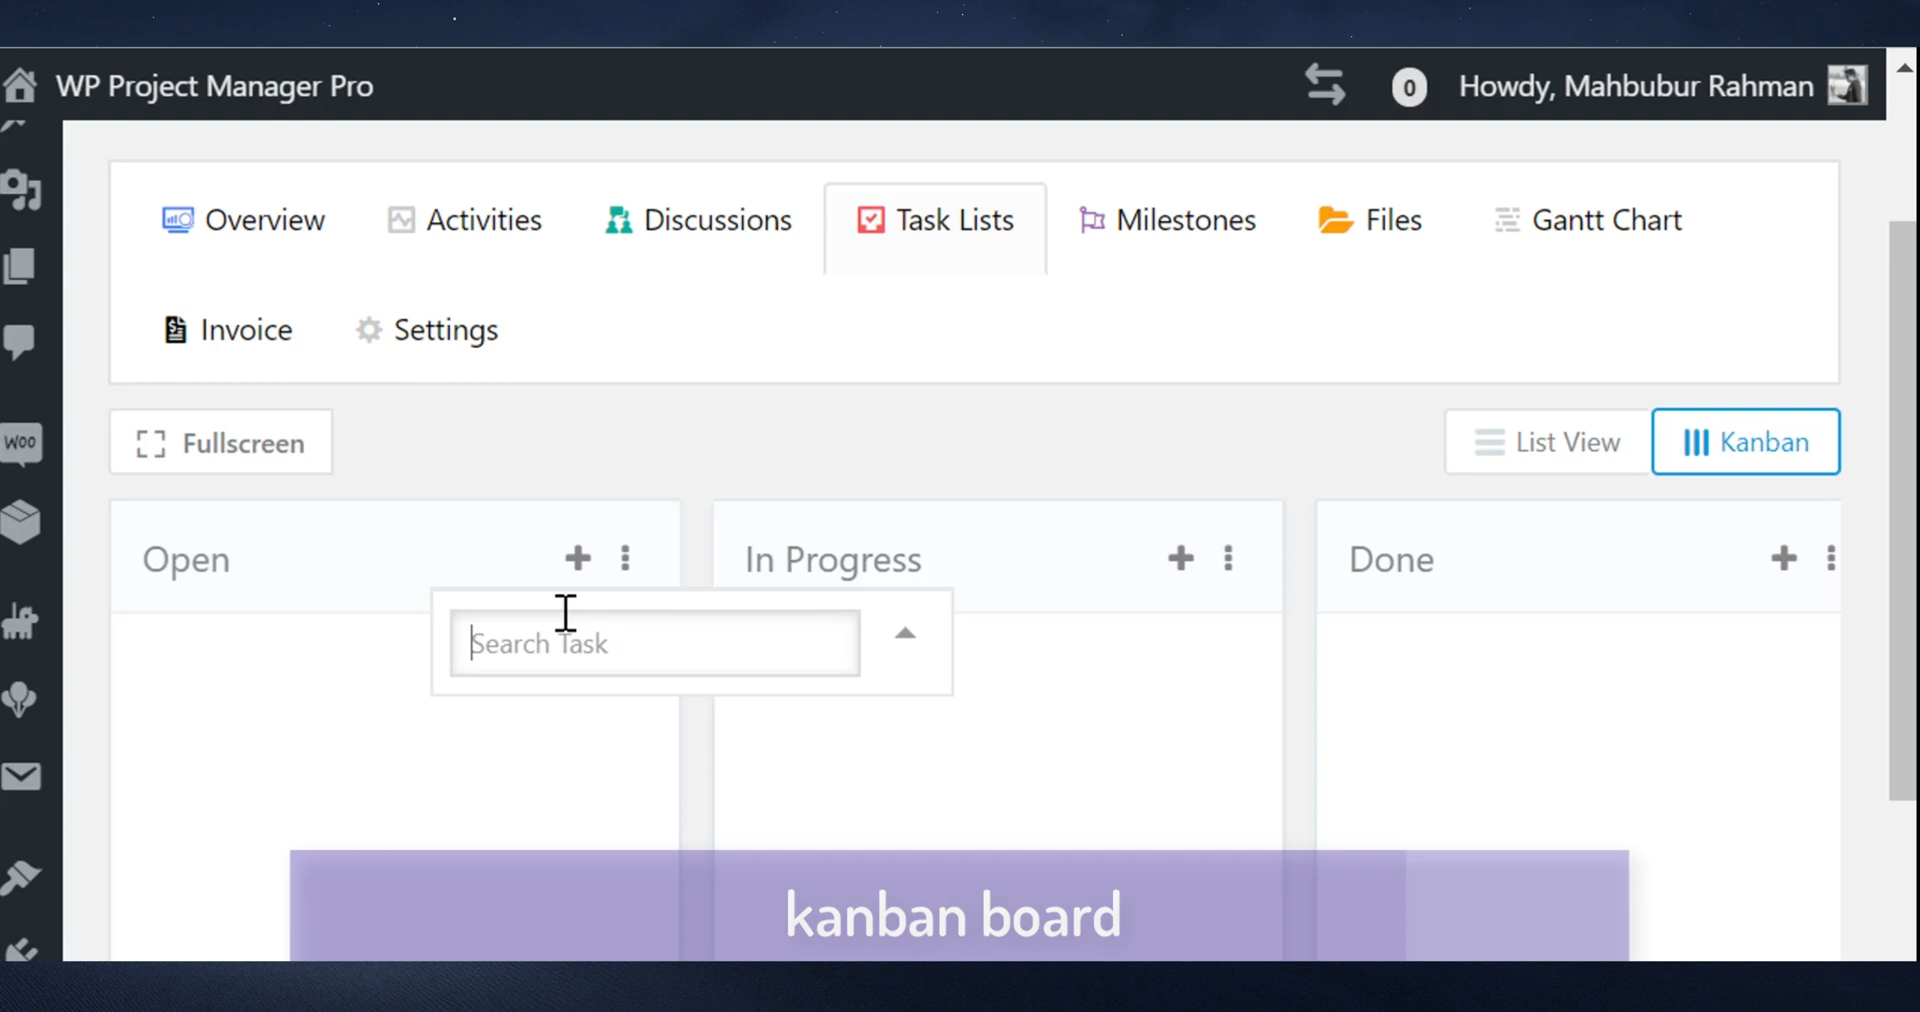 WP Project Manager Pro
0
Howdy, Mahbubur Rahman
Overview
Activities
Discussions
Task Lists
Milestones
Files
Gantt Chart
Invoice
Settings
Fullscreen
List View
Kanban
WOO
Open
In Progress
Done
Search Task
kanban board